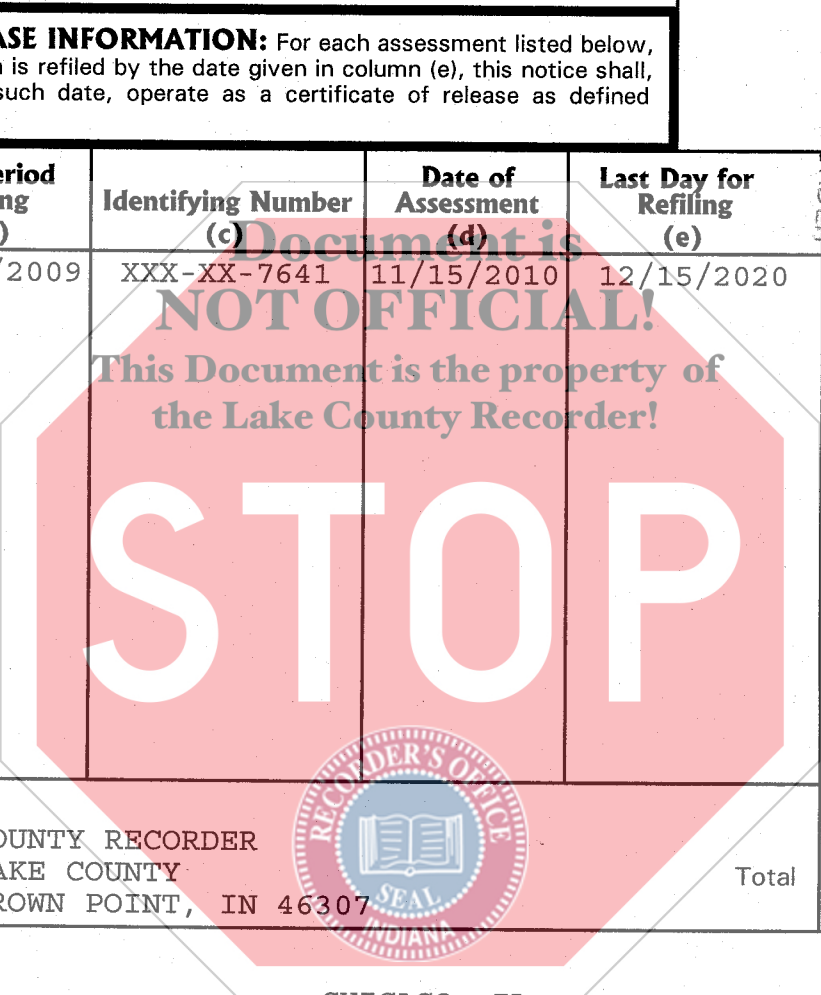 ASE INFORMATION: For each assessment listed below,
is refiled by the date given in column (e), this notice shall,
such date, operate as a certificate of release as defined
eriod
ng
)
Identifying Number
(c)
Date of
Assessment
(d)
Last Day for
Refiling
(e)
/2009 XXX-XX-7641 11/15/2010 12/15/2020
Document is
NOT OFFICIAL!
This Document is the property of
the Lake County Recorder!
STOP
RECORDER'S OFFICE
SEAL
INDIANA
OUNTY RECORDER
AKE COUNTY
ROWN POINT, IN 46307
Total